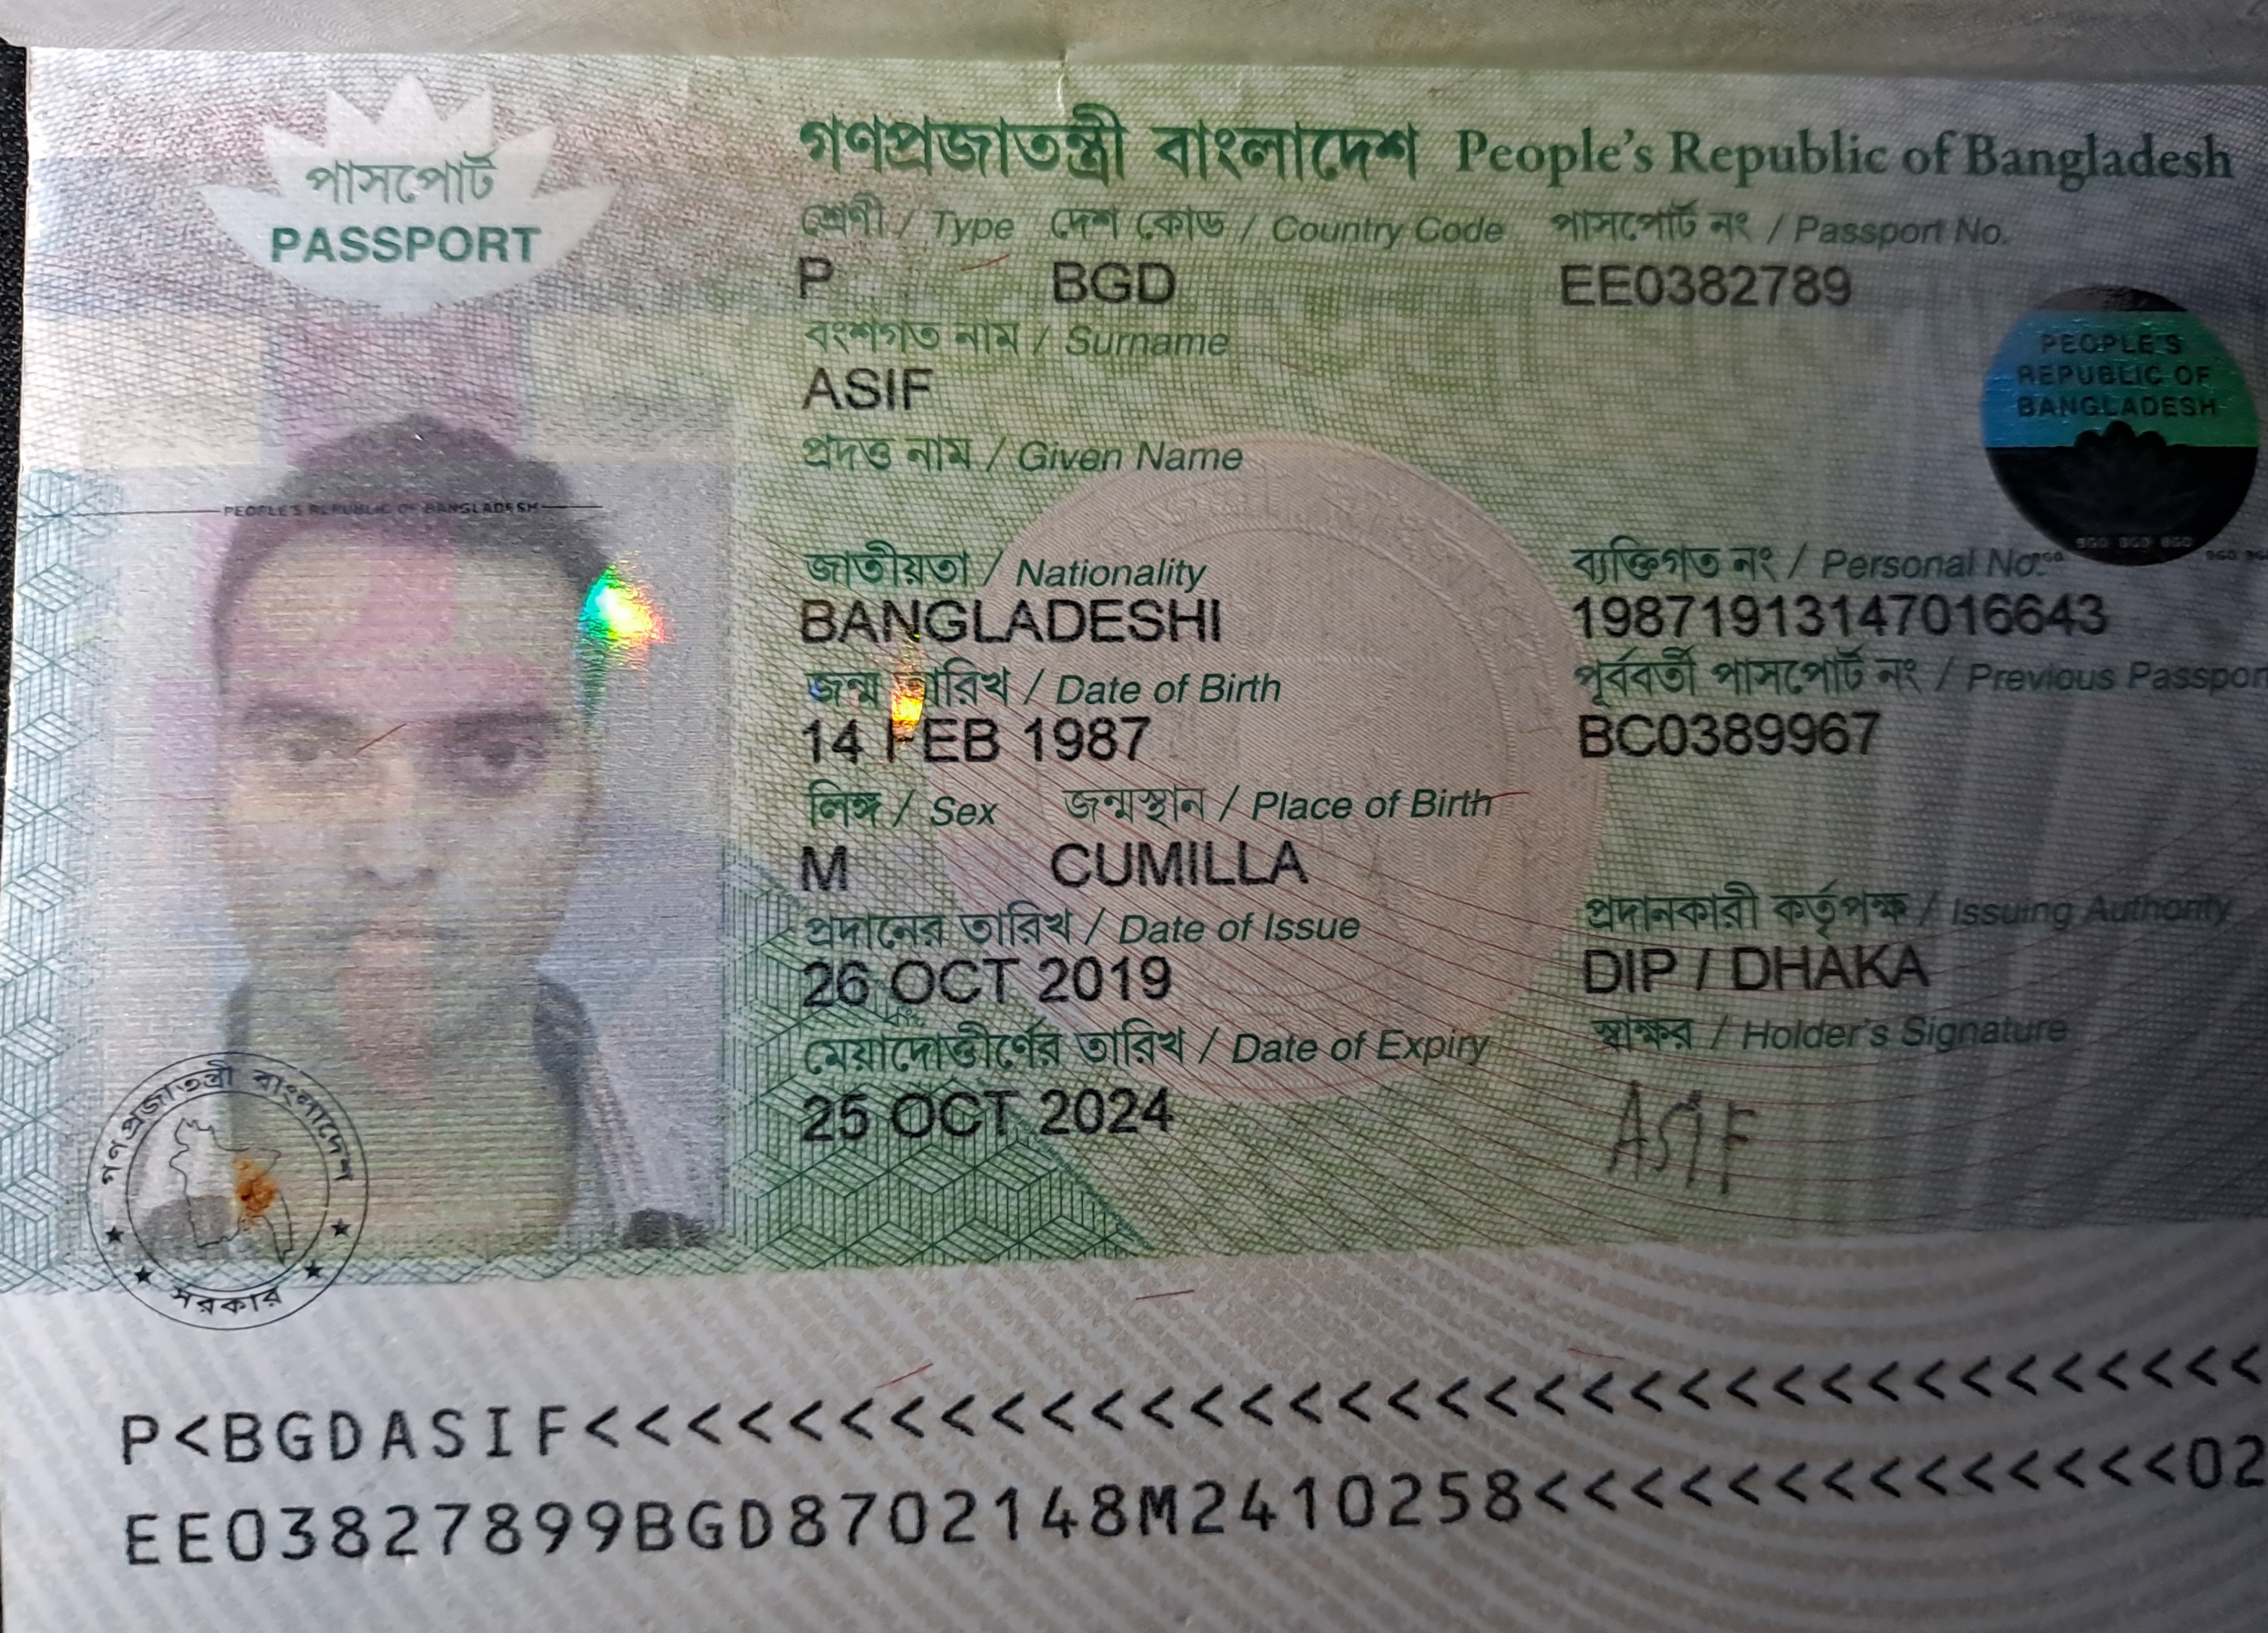 পাসপোর্ট
PASSPORT
গণপ্রজাতন্ত্রী বাংলাদেশ People's Republic of Bangladesh
শ্রেণী / Type দেশ কোড / Country Code পাসপোর্ট নং / Passport No.
P BGD EE0382789
বংশগত নাম / Surname
ASIF
প্রদত্ত নাম / Given Name
PEOPLE'S REPUBLIC OF BANGLADESH
PEOPLE'S
REPUBLIC OF
BANGLADESH
BGD BGD BGD
জাতীয়তা / Nationality ব্যক্তিগত নং / Personal No.
BANGLADESHI 19871913147016643
জন্ম তারিখ / Date of Birth পূর্ববর্তী পাসপোর্ট নং / Previous Passpor
14 FEB 1987 BC0389967
লিঙ্গ / Sex জন্মস্থান / Place of Birth
M CUMILLA
প্রদানের তারিখ / Date of Issue প্রদানকারী কর্তৃপক্ষ / Issuing Authority
26 OCT 2019 DIP / DHAKA
মেয়াদোত্তীর্ণের তারিখ / Date of Expiry স্বাক্ষর / Holder's Signature
25 OCT 2024 ASIF
গণপ্রজাতন্ত্রী বাংলাদেশ
সরকার
P<BGDASIF<<<<<<<<<<<<<<<<<<<<<<<<<<<<<<<<<
EE03827899BGD8702148M2410258<<<<<<<<<<<<<<02